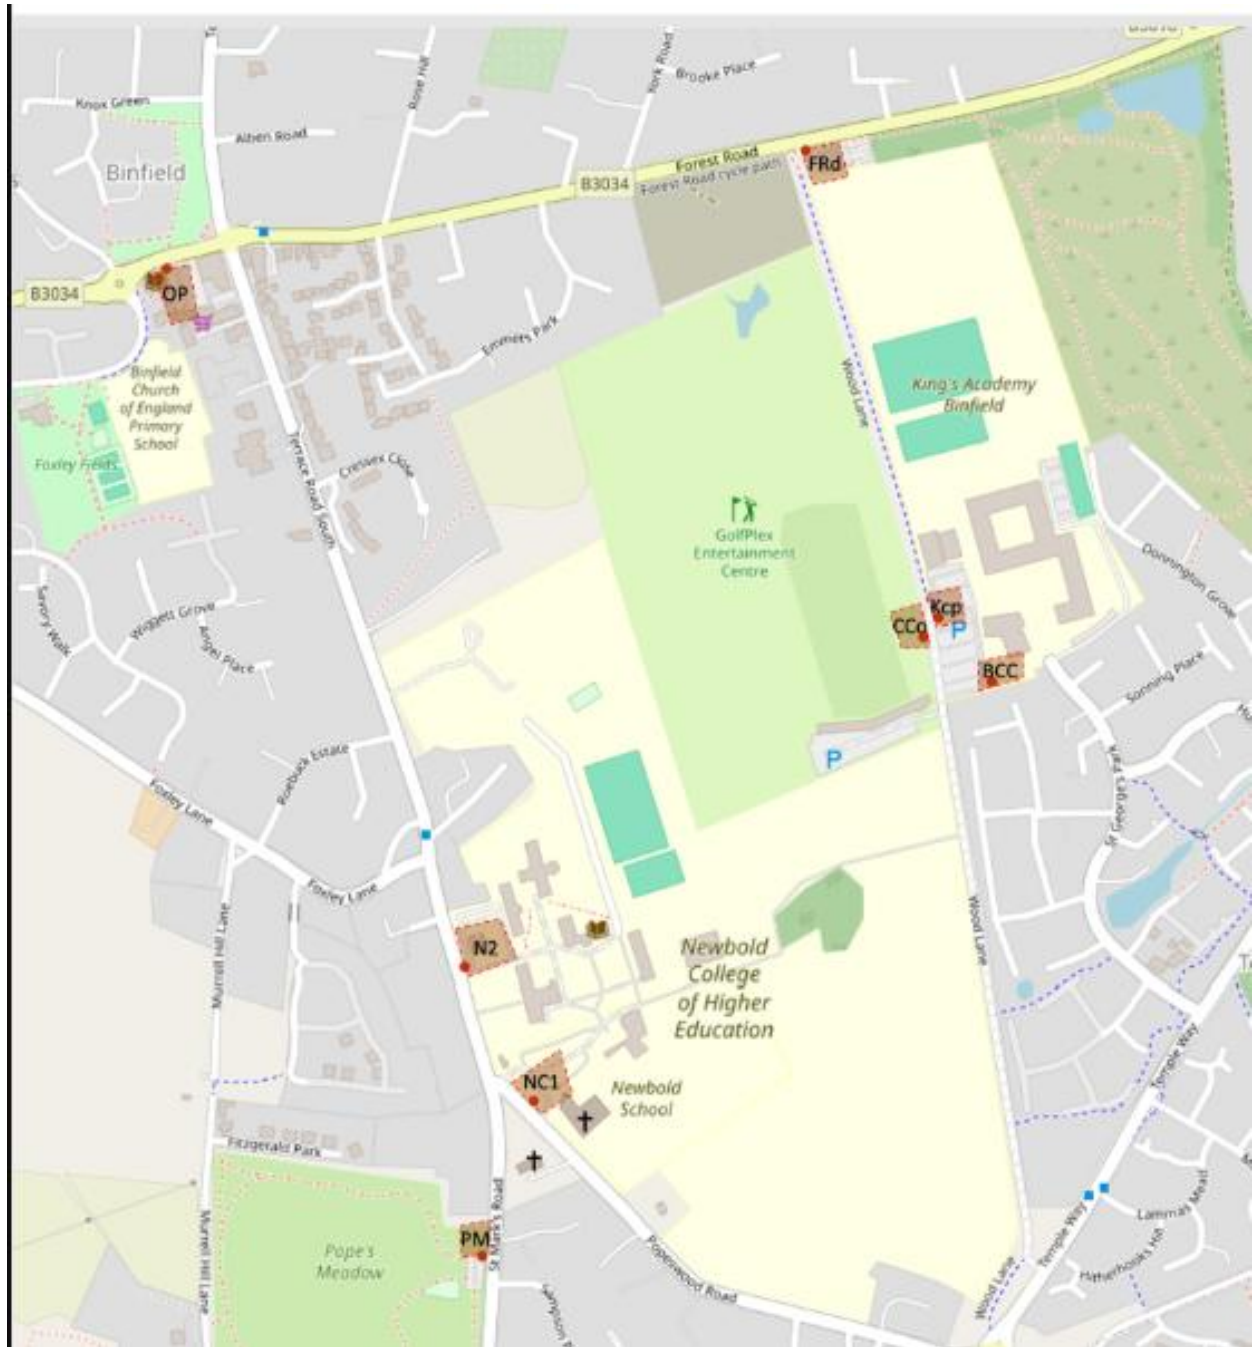 Knox Green
Binfield
Rose Hill
York Road
Brooke Place
Forest Road
Forest Road cycle path
B3034
FRd
B3034
OP
Emmets Park
Binfield
Church
of England
Primary
School
Foxley Fields
Terrace Road South
Cressex Close
Wood Lane
King's Academy
Binfield
GolfPlex
Entertainment
Centre
Donnington Grove
Savory Walk
Wiggett Grove
Angel Place
Kcp
CCo
P
BCC
Sonning Place
Roebuck Estate
P
St George's Park
Foxley Lane
Foxley Lane
Murrell Hill Lane
N2
Newbold
College
of Higher
Education
Wood Lane
Temple Way
NC1
Newbold
School
Fitzgerald Park
St Mark's Road
Murrell Hill Lane
PM
Pope's
Meadow
Popeswood Road
Wood Lane
Temple Way
Lammas Mead
Hatherhooks Hill